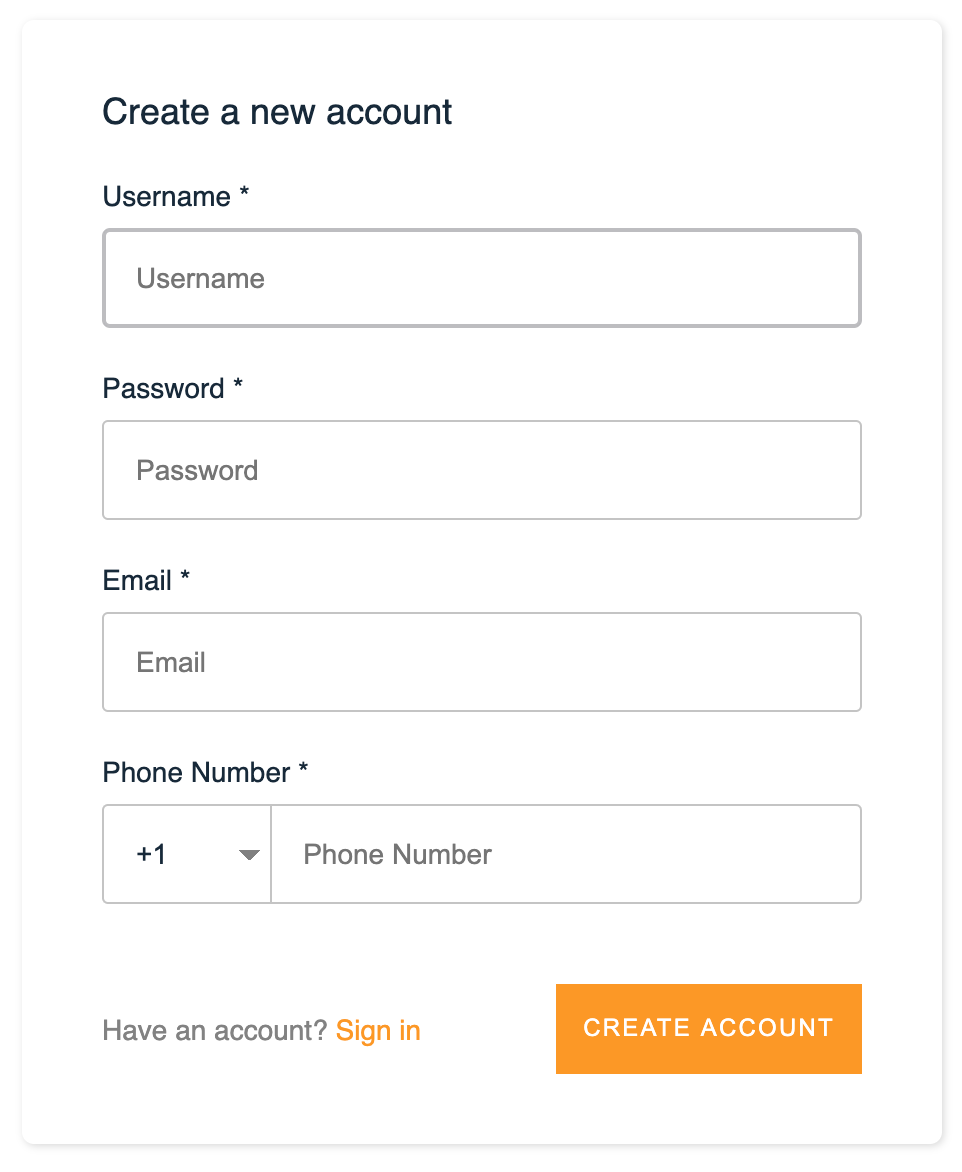 Create a new account
Username *
Username
Password *
Password
Email *
Email
Phone Number *
+1 Phone Number
Have an account? Sign in CREATE ACCOUNT